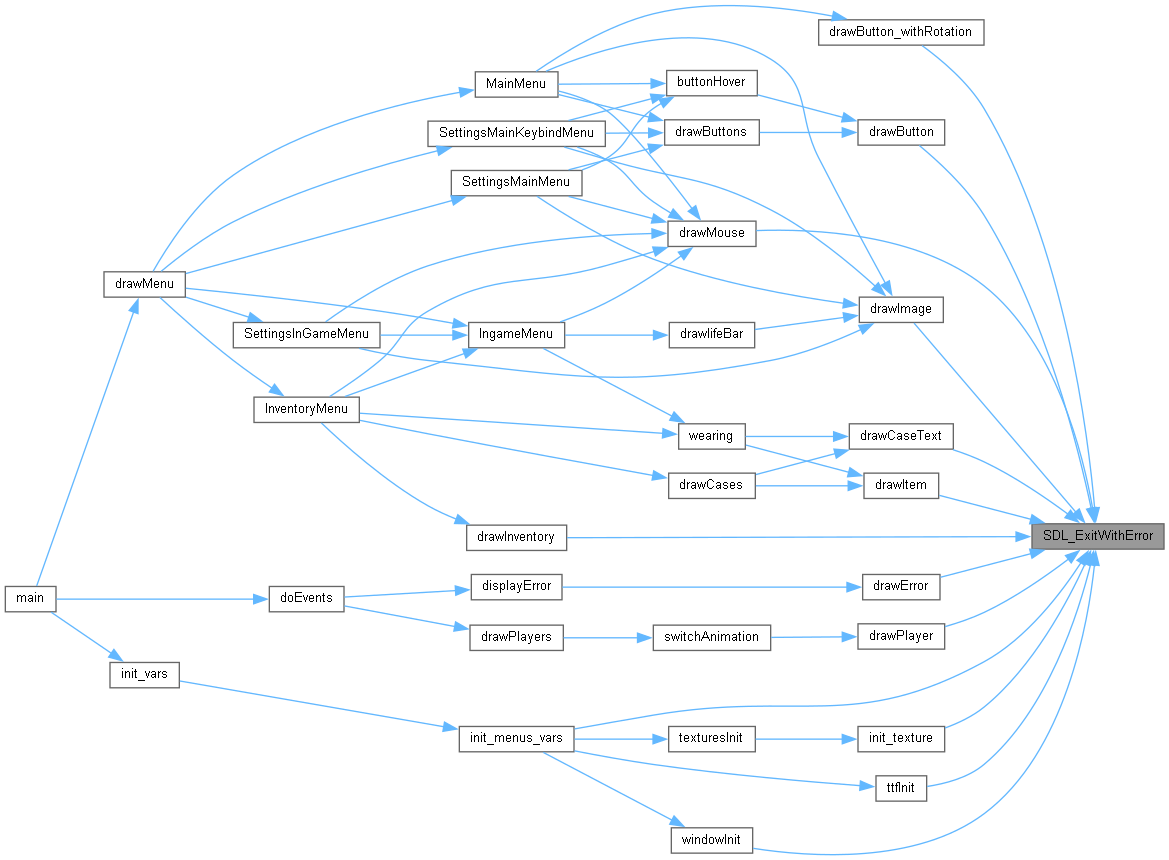 drawButton_withRotation
MainMenu
buttonHover
SettingsMainKeybindMenu
drawButtons
drawButton
SettingsMainMenu
drawMouse
drawMenu
drawImage
SettingsInGameMenu
IngameMenu
drawlifeBar
InventoryMenu
wearing
drawCaseText
drawCases
drawItem
drawInventory
SDL_ExitWithError
main
doEvents
displayError
drawError
drawPlayers
switchAnimation
drawPlayer
init_vars
init_menus_vars
texturesInit
init_texture
ttfInit
windowInit